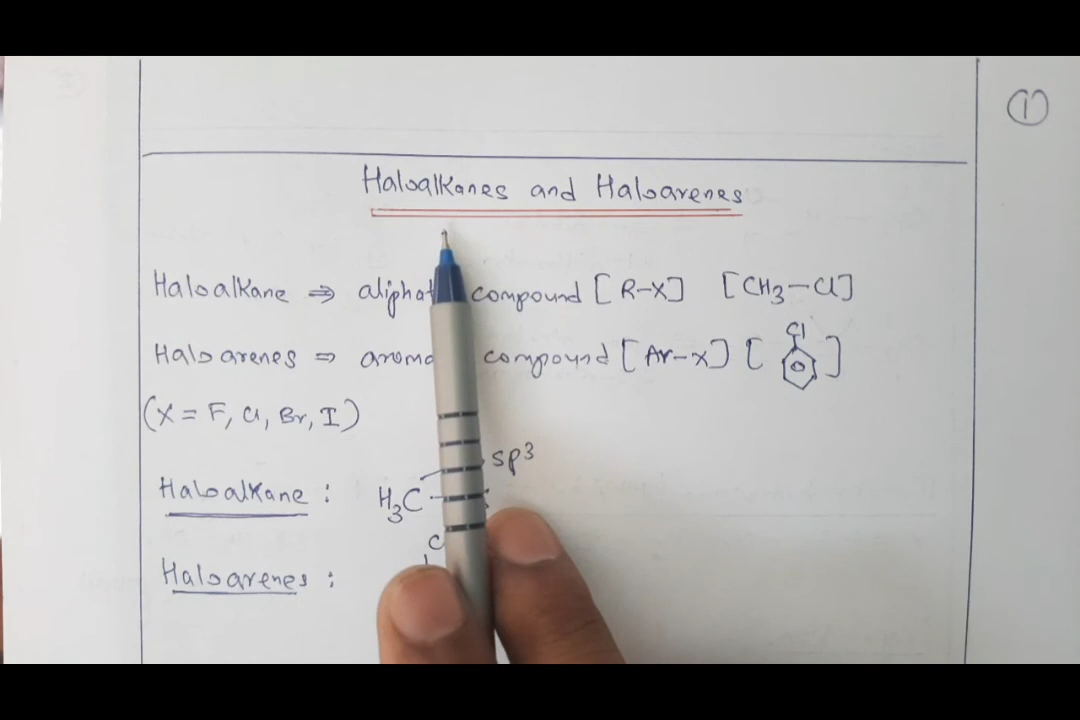 ①
Haloalkanes and Haloarenes
Haloalkane ⇒ aliphat compound [R-X] [CH3-Cl]
Haloarenes ⇒ aroma compound [Ar-X] [Cl]
(X = F, Cl, Br, I)
sp3
Haloalkane : H3C-
C
Haloarenes :